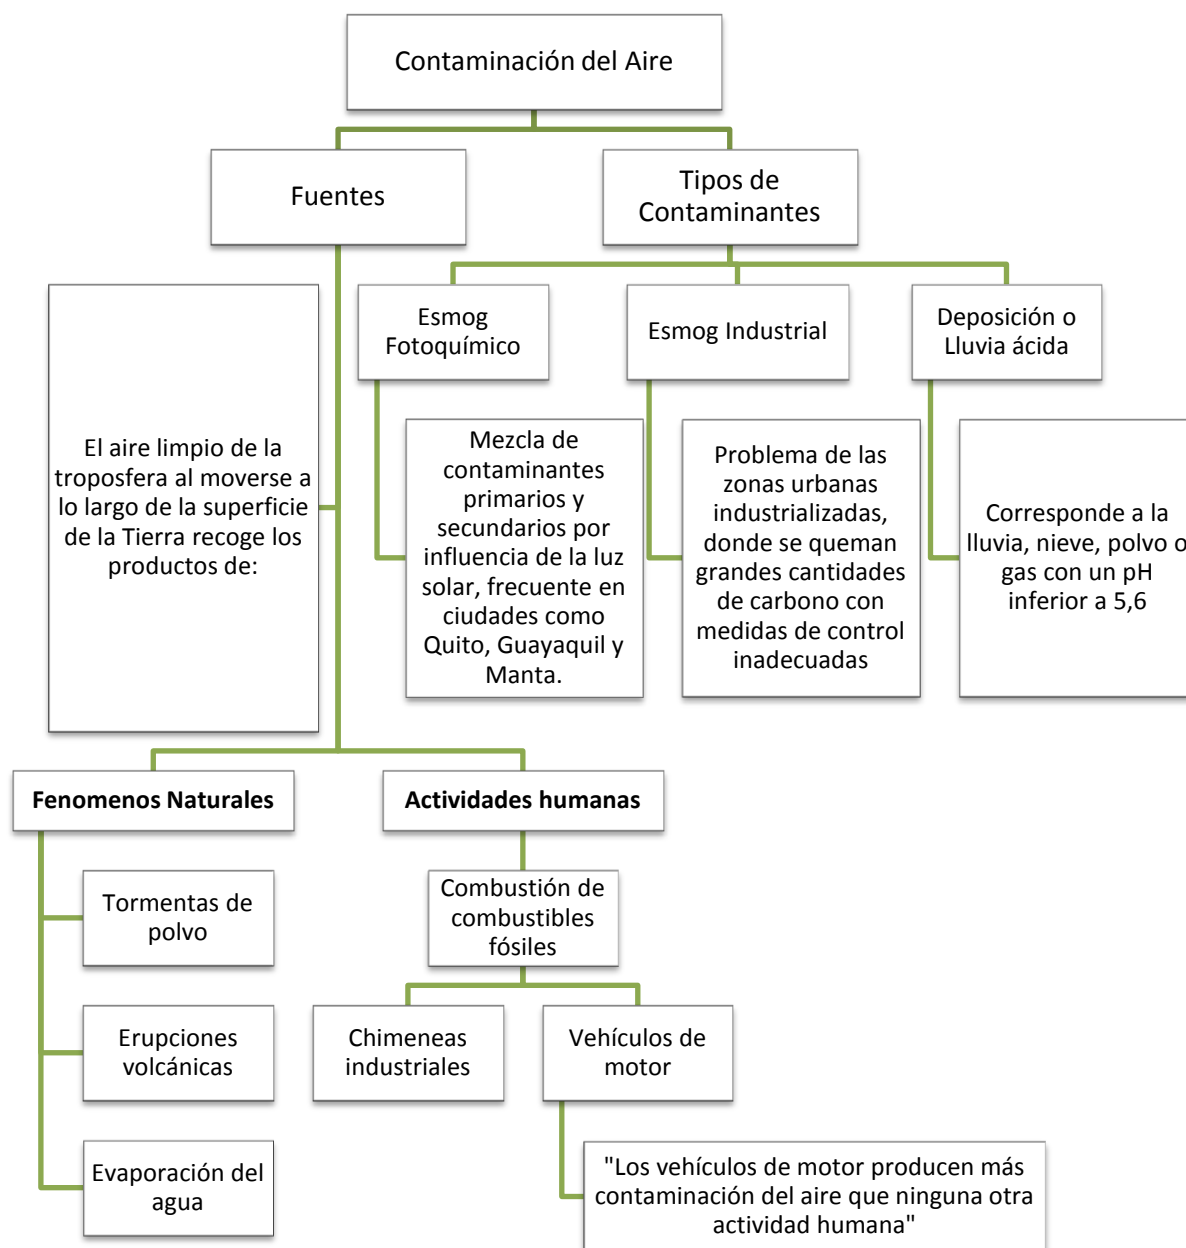 Contaminación del Aire
Fuentes
Tipos de
Contaminantes
Esmog
Fotoquímico
Esmog Industrial
Deposición o
Lluvia ácida
El aire limpio de la
troposfera al moverse a
lo largo de la superficie
de la Tierra recoge los
productos de:
Mezcla de
contaminantes
primarios y
secundarios por
influencia de la luz
solar, frecuente en
ciudades como
Quito, Guayaquil y
Manta.
Problema de las
zonas urbanas
industrializadas,
donde se queman
grandes cantidades
de carbono con
medidas de control
inadecuadas
Corresponde a la
lluvia, nieve, polvo o
gas con un pH
inferior a 5,6
Fenomenos Naturales
Actividades humanas
Tormentas de
polvo
Erupciones
volcánicas
Evaporación del
agua
Combustión de
combustibles
fósiles
Chimeneas
industriales
Vehículos de
motor
"Los vehículos de motor producen más
contaminación del aire que ninguna otra
actividad humana"